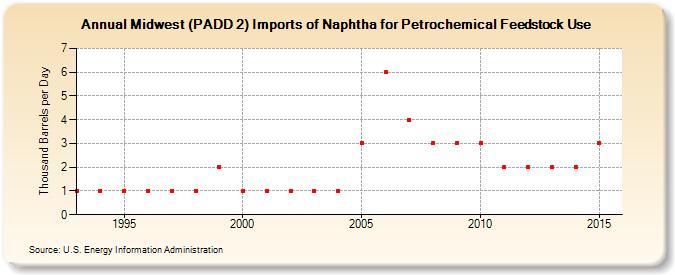 Annual Midwest (PADD 2) Imports of Naphtha for Petrochemical Feedstock Use
Thousand Barrels per Day
7
6
5
4
3
2
1
0
1995 2000 2005 2010 2015
Source: U.S. Energy Information Administration